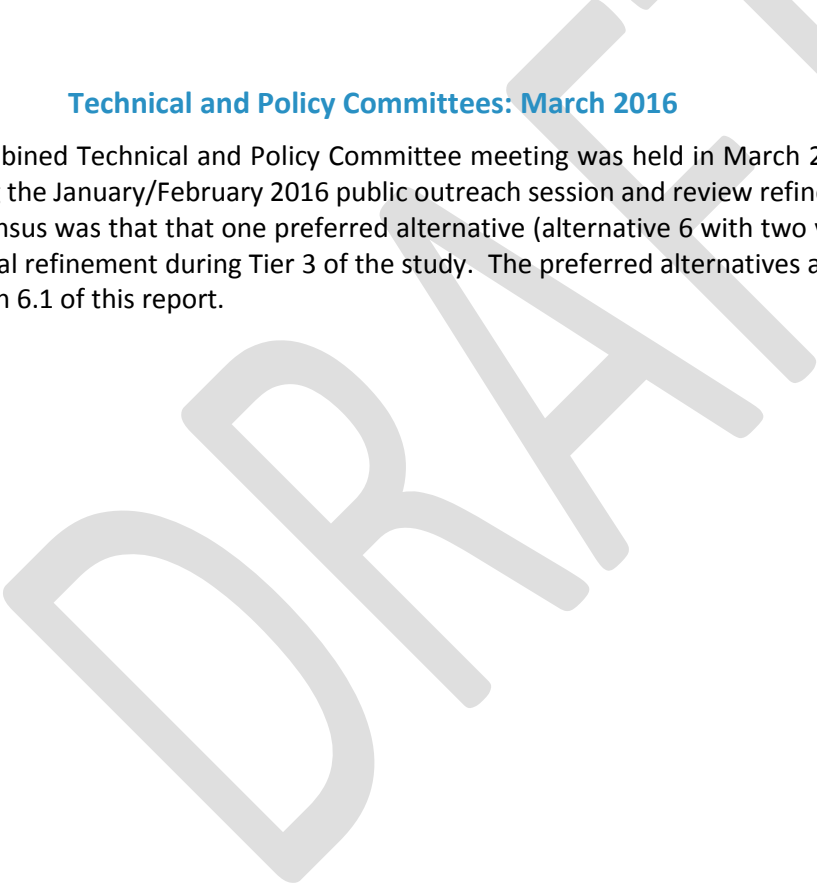 Technical and Policy Committees: March 2016
bined Technical and Policy Committee meeting was held in March 2
the January/February 2016 public outreach session and review refin
nsus was that that one preferred alternative (alternative 6 with two
al refinement during Tier 3 of the study. The preferred alternatives a
n 6.1 of this report.
DRAFT